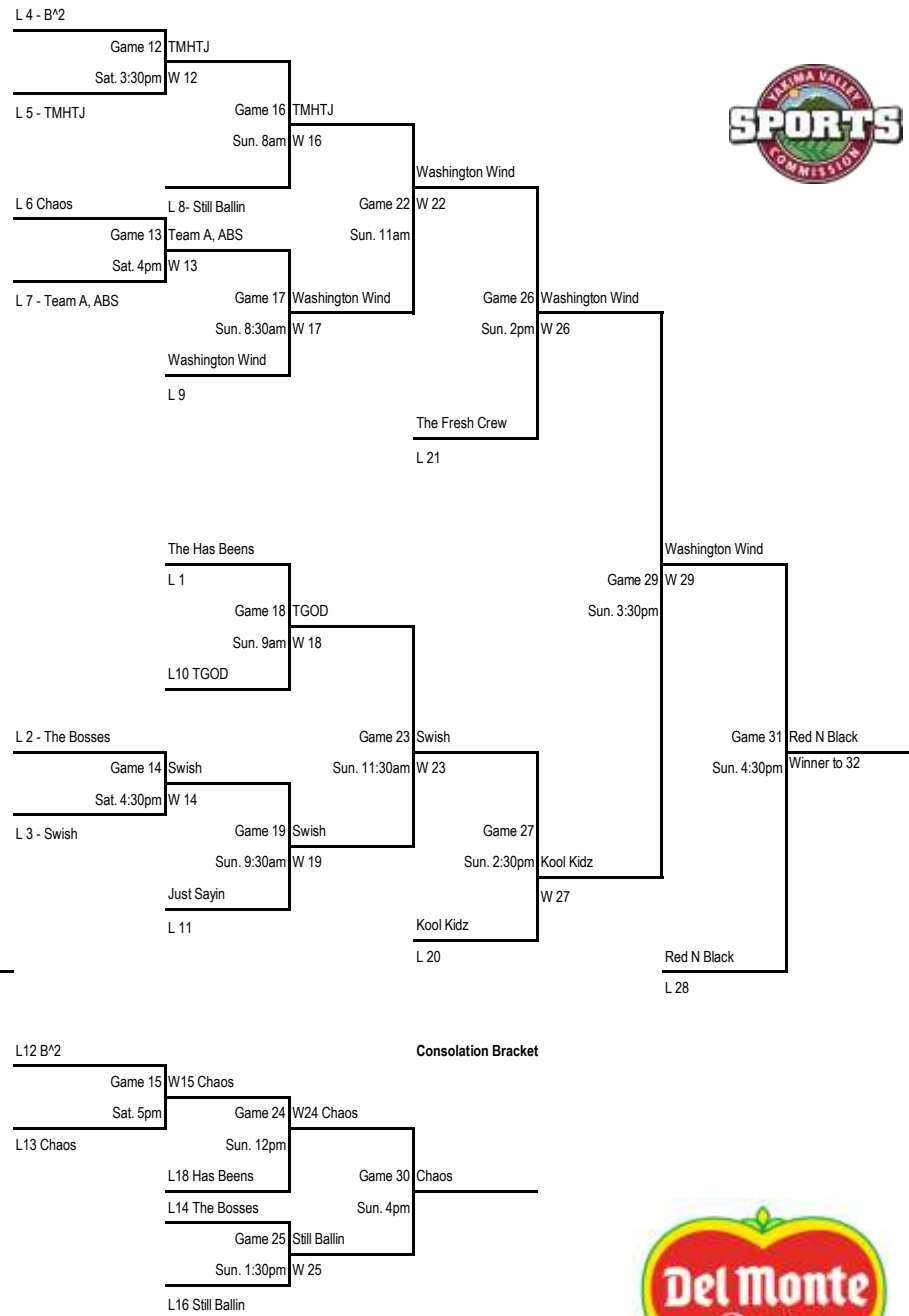 L 4 - B^2
Game 12 TMHTJ
Sat. 3:30pm W 12
L 5 - TMHTJ
Game 16 TMHTJ
Sun. 8am W 16
YAKIMA VALLEY
SPORTS
COMMISSION
Washington Wind
L 6 Chaos
L 8- Still Ballin
Game 22 W 22
Game 13 Team A, ABS
Sun. 11am
Sat. 4pm W 13
L 7 - Team A, ABS
Game 17 Washington Wind
Game 26 Washington Wind
Sun. 8:30am W 17
Sun. 2pm W 26
Washington Wind
L 9
The Fresh Crew
L 21
The Has Beens
Washington Wind
L 1
Game 29 W 29
Game 18 TGOD
Sun. 3:30pm
Sun. 9am W 18
L10 TGOD
L 2 - The Bosses
Game 23 Swish
Game 31 Red N Black
Game 14 Swish
Sun. 11:30am W 23
Sun. 4:30pm Winner to 32
Sat. 4:30pm W 14
L 3 - Swish
Game 19 Swish
Game 27
Sun. 9:30am W 19
Sun. 2:30pm Kool Kidz
Just Sayin
W 27
L 11
Kool Kidz
L 20
Red N Black
L 28
L12 B^2
Consolation Bracket
Game 15 W15 Chaos
Sat. 5pm
Game 24 W24 Chaos
L13 Chaos
Sun. 12pm
L18 Has Beens
Game 30 Chaos
L14 The Bosses
Sun. 4pm
Game 25 Still Ballin
Sun. 1:30pm W 25
L16 Still Ballin
Del Monte